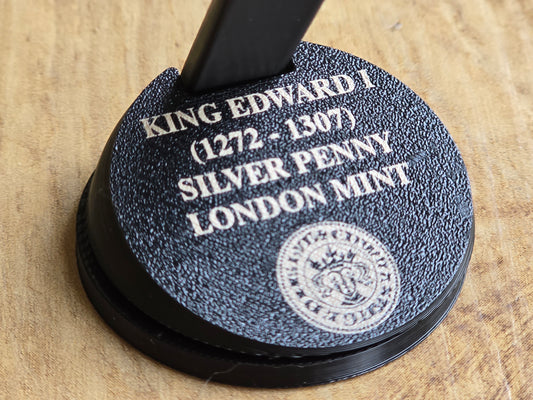 KING EDWARD I
(1272 - 1307)
SILVER PENNY
LONDON MINT